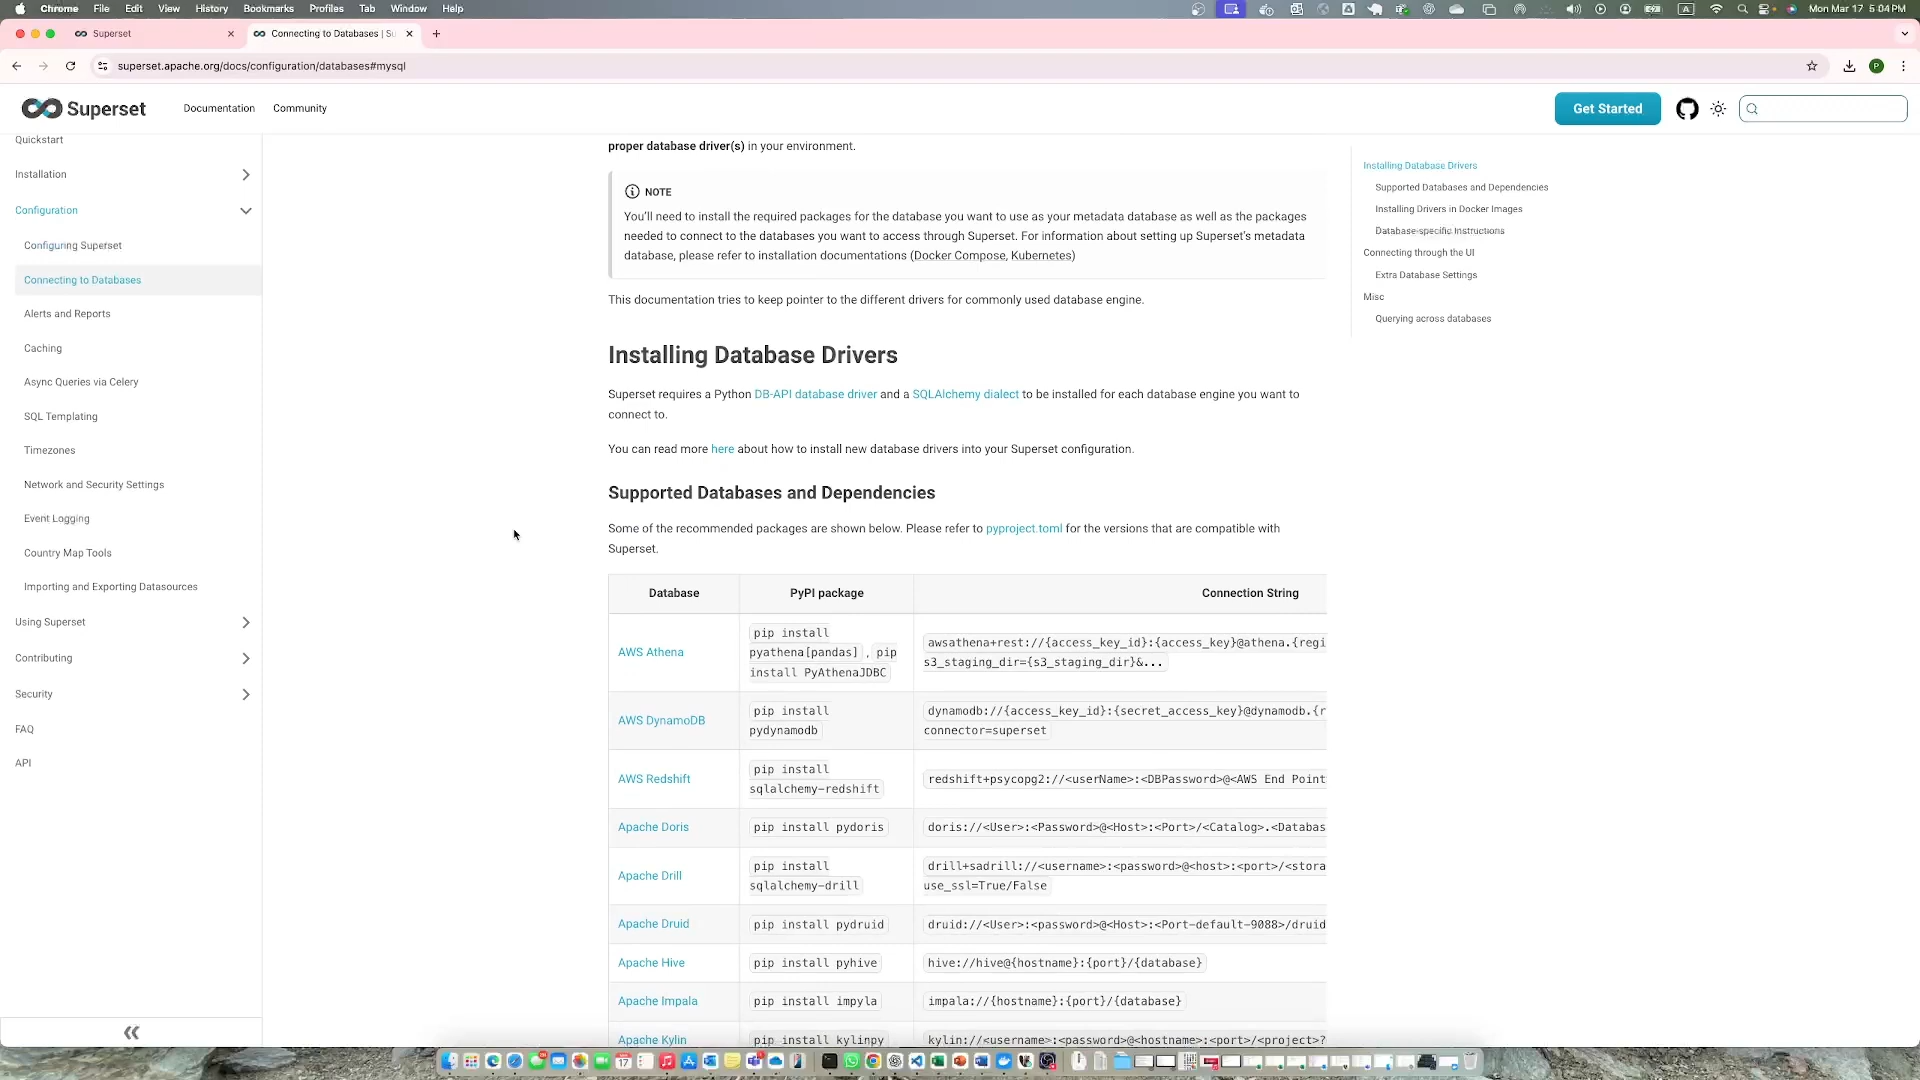 Chrome File Edit View History Bookmarks Profiles Tab Window Help
Mon Mar 17 5:04 PM
Superset
Connecting to Databases | Su
superset.apache.org/docs/configuration/databases#mysql
P
Superset
Documentation
Community
Get Started
Quickstart
Installation
Configuration
Configuring Superset
Connecting to Databases
Alerts and Reports
Caching
Async Queries via Celery
SQL Templating
Timezones
Network and Security Settings
Event Logging
Country Map Tools
Importing and Exporting Datasources
Using Superset
Contributing
Security
FAQ
API
proper database driver(s) in your environment.
NOTE
You'll need to install the required packages for the database you want to use as your metadata database as well as the packages
needed to connect to the databases you want to access through Superset. For information about setting up Superset's metadata
database, please refer to installation documentations (Docker Compose, Kubernetes)
This documentation tries to keep pointer to the different drivers for commonly used database engine.
Installing Database Drivers
Superset requires a Python DB-API database driver and a SQLAlchemy dialect to be installed for each database engine you want to
connect to.
You can read more here about how to install new database drivers into your Superset configuration.
Supported Databases and Dependencies
Some of the recommended packages are shown below. Please refer to pyproject.toml for the versions that are compatible with
Superset.
Database PyPI package Connection String
AWS Athena
pip install
pyathena[pandas] , pip
install PyAthenaJDBC
awsathena+rest://{access_key_id}:{access_key}@athena.{regi
s3_staging_dir={s3_staging_dir}&...
AWS DynamoDB
pip install
pydynamodb
dynamodb://{access_key_id}:{secret_access_key}@dynamodb.{r
connector=superset
AWS Redshift
pip install
sqlalchemy-redshift
redshift+psycopg2://<userName>:<DBPassword>@<AWS End Point
Apache Doris
pip install pydoris
doris://<User>:<Password>@<Host>:<Port>/<Catalog>.<Databas
Apache Drill
pip install
sqlalchemy-drill
drill+sadrill://<username>:<password>@<host>:<port>/<stora
use_ssl=True/False
Apache Druid
pip install pydruid
druid://<User>:<password>@<Host>:<Port-default-9088>/druid
Apache Hive
pip install pyhive
hive://hive@{hostname}:{port}/{database}
Apache Impala
pip install impyla
impala://{hostname}:{port}/{database}
Apache Kylin
pip install kylinpy
kylin://<username>:<password>@<hostname>:<port>/<project>?
Installing Database Drivers
Supported Databases and Dependencies
Installing Drivers in Docker Images
Database-specific Instructions
Connecting through the UI
Extra Database Settings
Misc
Querying across databases